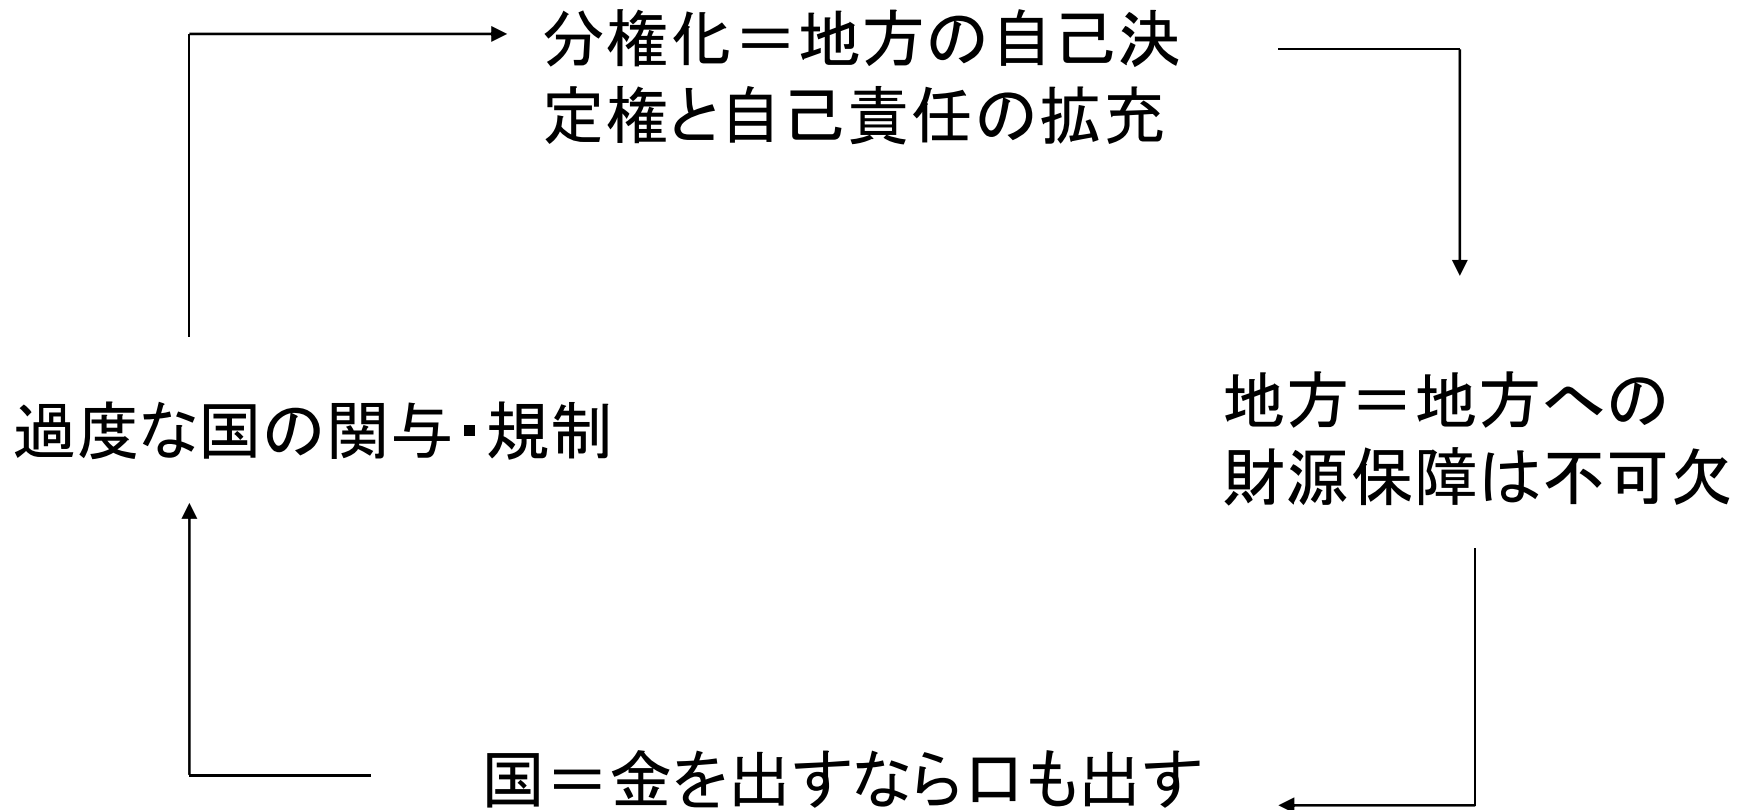 分権化＝地方の自己決
定権と自己責任の拡充
地方＝地方への
財源保障は不可欠
過度な国の関与・規制
国＝金を出すなら口も出す